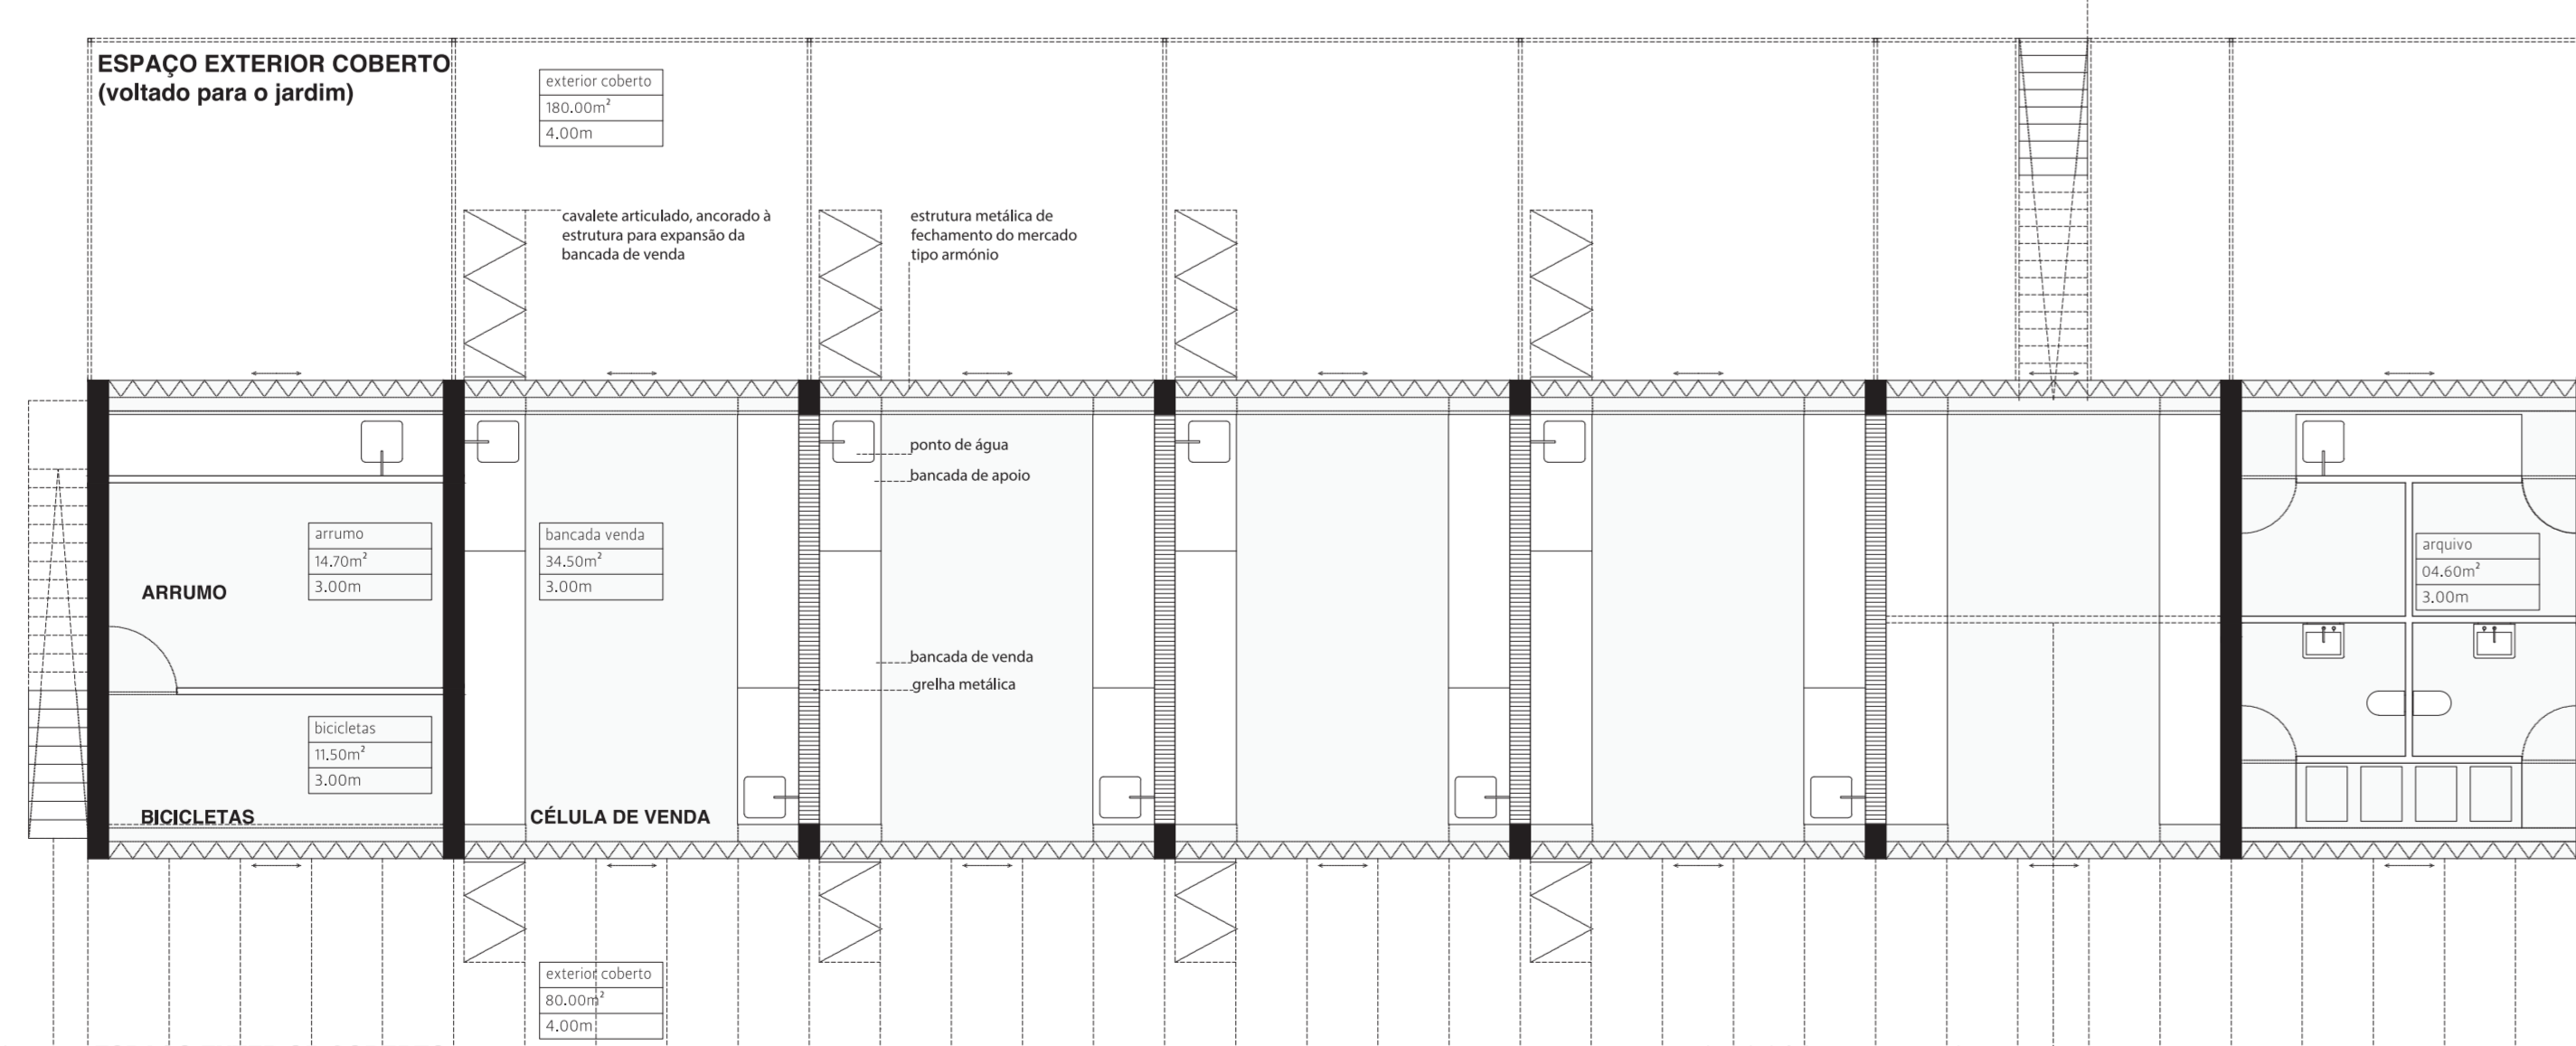 ESPAÇO EXTERIOR COBERTO
(voltado para o jardim)
exterior coberto
180.00m²
4.00m
cavalete articulado, ancorado à
estrutura para expansão da
bancada de venda
estrutura metálica de
fechamento do mercado
tipo armónio
ponto de água
bancada de apoio
arrumo
14.70m²
3.00m
ARRUMO
bancada venda
34.50m²
3.00m
arquivo
04.60m²
3.00m
bancada de venda
grelha metálica
bicicletas
11.50m²
3.00m
BICICLETAS
CÉLULA DE VENDA
exterior coberto
80.00m²
4.00m